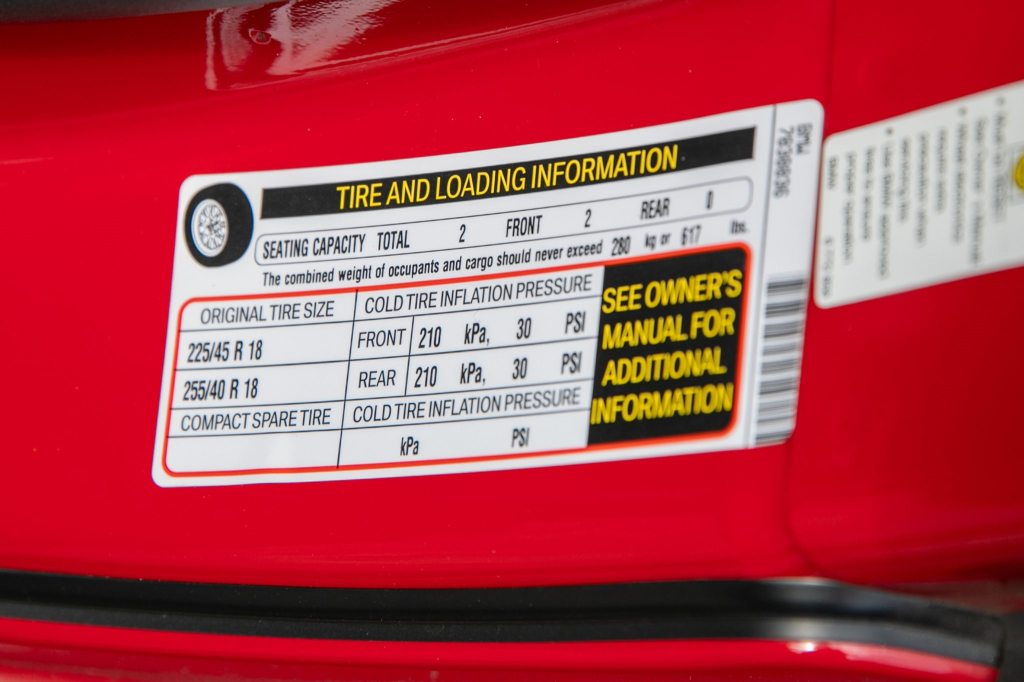 TIRE AND LOADING INFORMATION
SEATING CAPACITY TOTAL 2 FRONT 2 REAR 0
The combined weight of occupants and cargo should never exceed 280 kg or 617 lbs.
ORIGINAL TIRE SIZE COLD TIRE INFLATION PRESSURE
225/45 R 18 FRONT 210 kPa, 30 PSI
255/40 R 18 REAR 210 kPa, 30 PSI
COMPACT SPARE TIRE COLD TIRE INFLATION PRESSURE
kPa PSI
SEE OWNER'S
MANUAL FOR
ADDITIONAL
INFORMATION
BMW